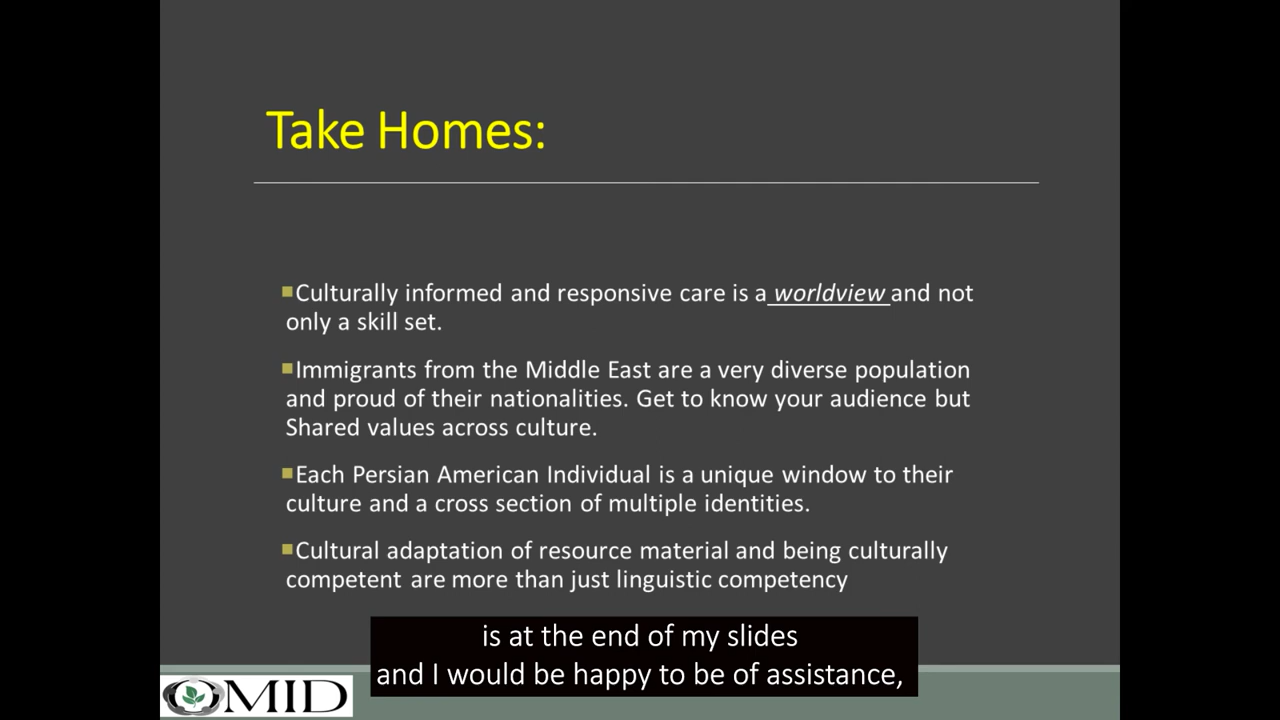 Take Homes:
Culturally informed and responsive care is a worldview and not
only a skill set.
Immigrants from the Middle East are a very diverse population
and proud of their nationalities. Get to know your audience but
Shared values across culture.
Each Persian American Individual is a unique window to their
culture and a cross section of multiple identities.
Cultural adaptation of resource material and being culturally
competent are more than just linguistic competency
is at the end of my slides
and I would be happy to be of assistance,
OMID